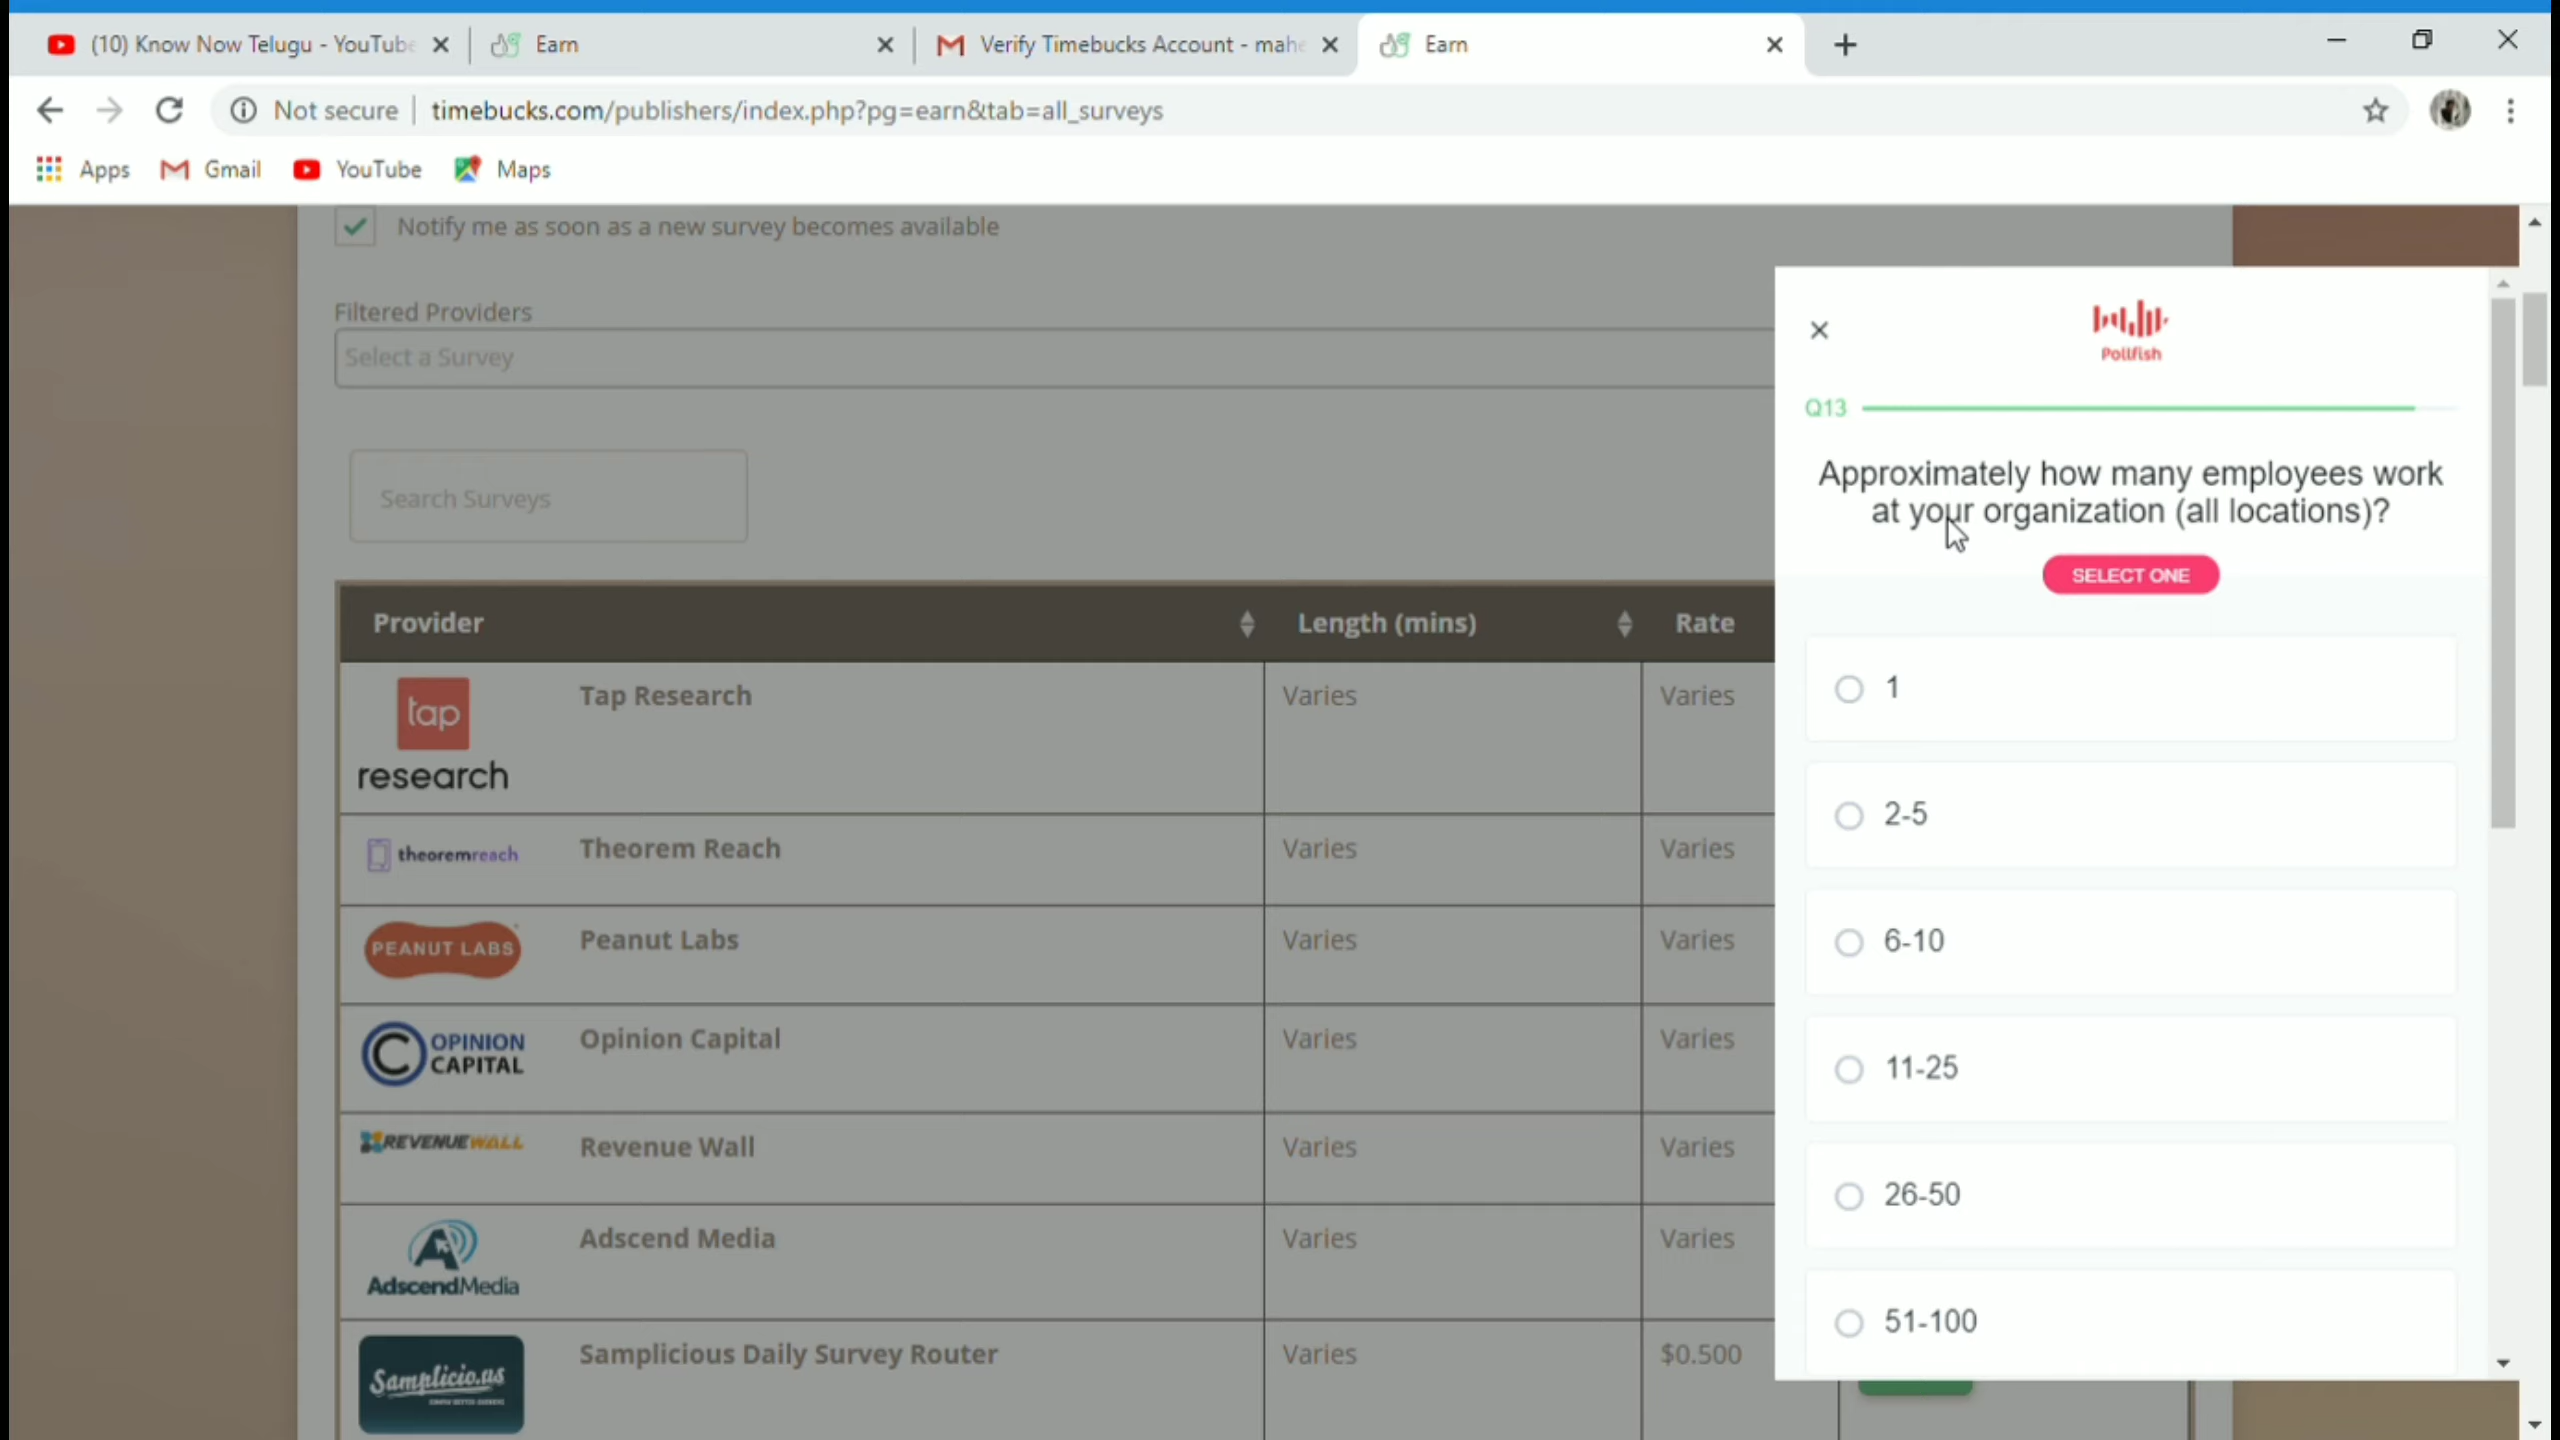 (10) Know Now Telugu - YouTube
Earn
Verify Timebucks Account - mahe
Earn
Not secure
timebucks.com/publishers/index.php?pg=earn&tab=all_surveys
Apps
Gmail
YouTube
Maps
Notify me as soon as a new survey becomes available
Filtered Providers
Select a Survey
Search Surveys
Provider
Length (mins)
Rate
tap
research
Tap Research
Varies
Varies
theoremreach
Theorem Reach
Varies
Varies
PEANUT LABS
Peanut Labs
Varies
Varies
OPINION
CAPITAL
Opinion Capital
Varies
Varies
REVENUEWALL
Revenue Wall
Varies
Varies
AdscendMedia
Adscend Media
Varies
Varies
Samplicio.us
Samplicious Daily Survey Router
Varies
$0.500
Pollfish
Q13
Approximately how many employees work
at your organization (all locations)?
SELECT ONE
1
2-5
6-10
11-25
26-50
51-100